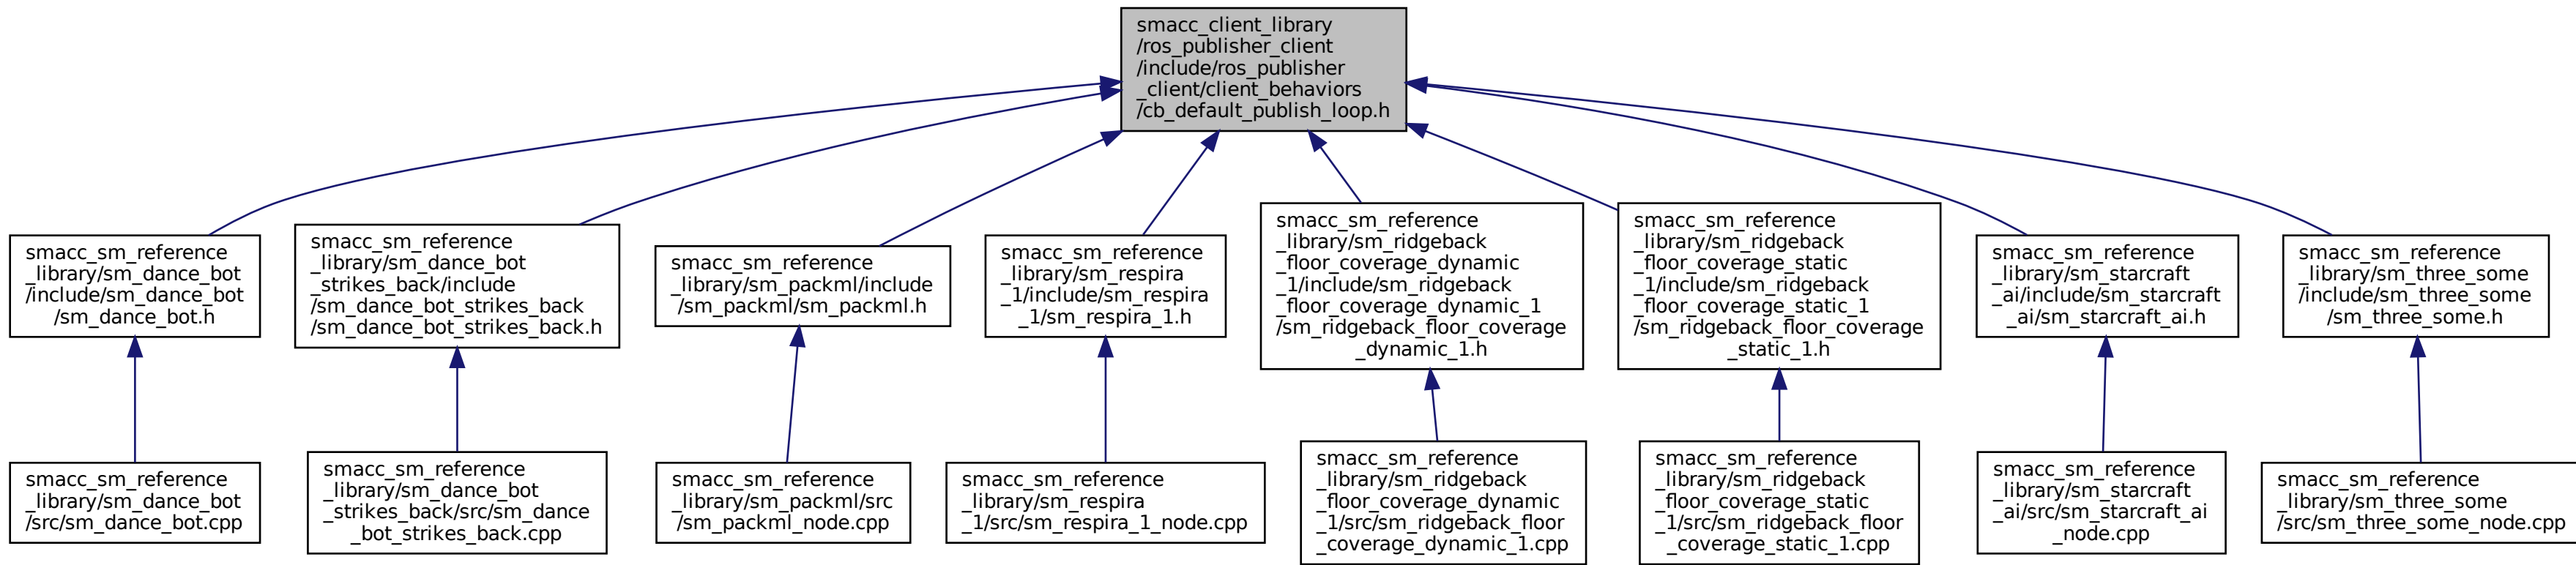 smacc_client_library
/ros_publisher_client
/include/ros_publisher
_client/client_behaviors
/cb_default_publish_loop.h
smacc_sm_reference
_library/sm_dance_bot
/include/sm_dance_bot
/sm_dance_bot.h
smacc_sm_reference
_library/sm_dance_bot
_strikes_back/include
/sm_dance_bot_strikes_back
/sm_dance_bot_strikes_back.h
smacc_sm_reference
_library/sm_packml/include
/sm_packml/sm_packml.h
smacc_sm_reference
_library/sm_respira
_1/include/sm_respira
_1/sm_respira_1.h
smacc_sm_reference
_library/sm_ridgeback
_floor_coverage_dynamic
_1/include/sm_ridgeback
_floor_coverage_dynamic_1
/sm_ridgeback_floor_coverage
_dynamic_1.h
smacc_sm_reference
_library/sm_ridgeback
_floor_coverage_static
_1/include/sm_ridgeback
_floor_coverage_static_1
/sm_ridgeback_floor_coverage
_static_1.h
smacc_sm_reference
_library/sm_starcraft
_ai/include/sm_starcraft
_ai/sm_starcraft_ai.h
smacc_sm_reference
_library/sm_three_some
/include/sm_three_some
/sm_three_some.h
smacc_sm_reference
_library/sm_dance_bot
/src/sm_dance_bot.cpp
smacc_sm_reference
_library/sm_dance_bot
_strikes_back/src/sm_dance
_bot_strikes_back.cpp
smacc_sm_reference
_library/sm_packml/src
/sm_packml_node.cpp
smacc_sm_reference
_library/sm_respira
_1/src/sm_respira_1_node.cpp
smacc_sm_reference
_library/sm_ridgeback
_floor_coverage_dynamic
_1/src/sm_ridgeback_floor
_coverage_dynamic_1.cpp
smacc_sm_reference
_library/sm_ridgeback
_floor_coverage_static
_1/src/sm_ridgeback_floor
_coverage_static_1.cpp
smacc_sm_reference
_library/sm_starcraft
_ai/src/sm_starcraft_ai
_node.cpp
smacc_sm_reference
_library/sm_three_some
/src/sm_three_some_node.cpp